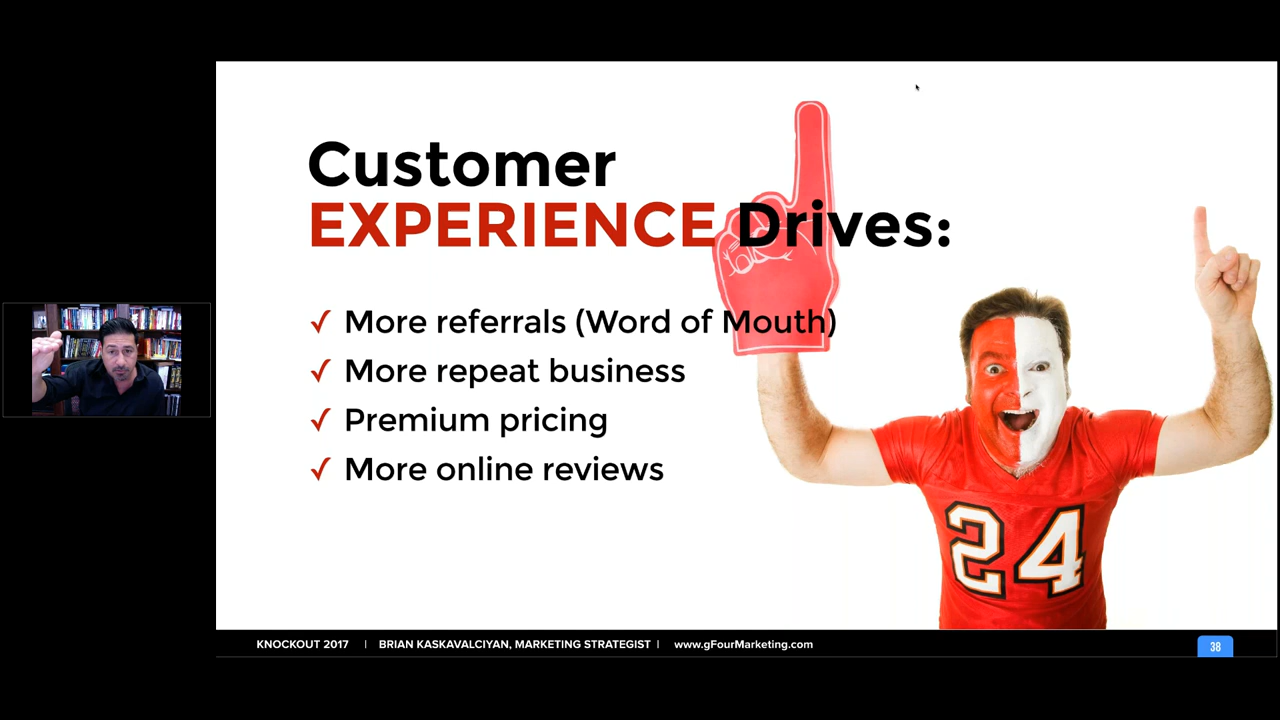 Customer
EXPERIENCE Drives:
✓ More referrals (Word of Mouth)
✓ More repeat business
✓ Premium pricing
✓ More online reviews
24
KNOCKOUT 2017 | BRIAN KASKAVALCIYAN, MARKETING STRATEGIST | www.gFourMarketing.com
38